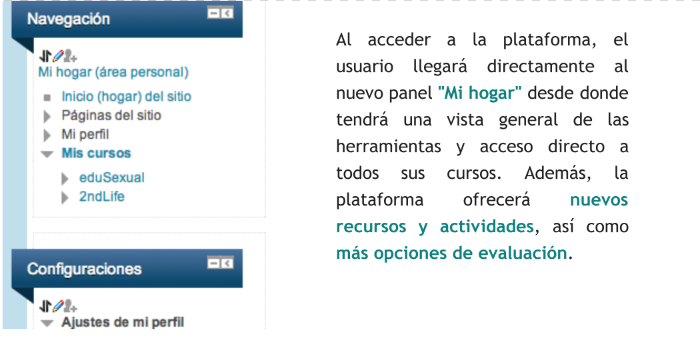 Navegación
Mi hogar (área personal)
Inicio (hogar) del sitio
Páginas del sitio
Mi perfil
Mis cursos
eduSexual
2ndLife
Configuraciones
Ajustes de mi perfil
Al acceder a la plataforma, el
usuario llegará directamente al
nuevo panel "Mi hogar" desde donde
tendrá una vista general de las
herramientas y acceso directo a
todos sus cursos. Además, la
plataforma ofrecerá nuevos
recursos y actividades, así como
más opciones de evaluación.